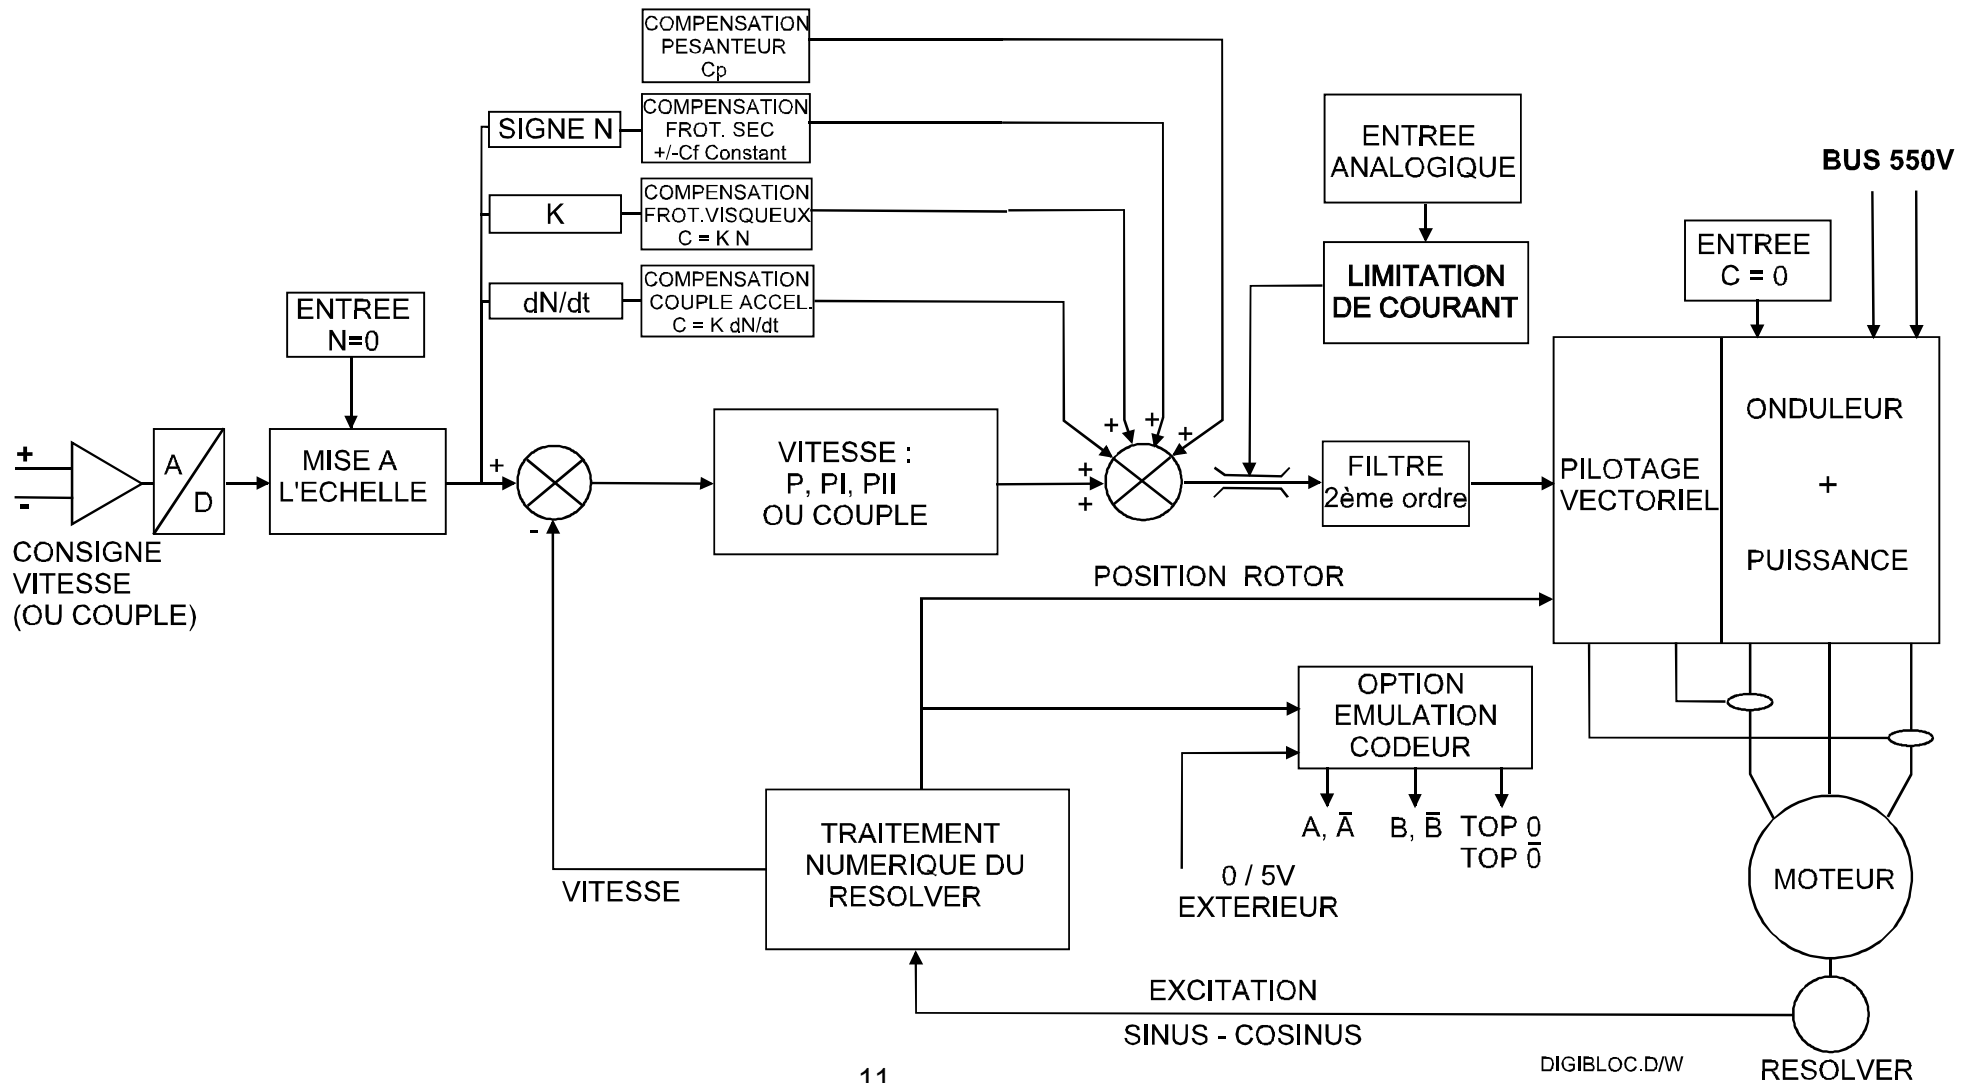 COMPENSATION
PESANTEUR
Cp
SIGNE N
COMPENSATION
FROT. SEC
+/-Cf Constant
K
COMPENSATION
FROT.VISQUEUX
C = K N
dN/dt
COMPENSATION
COUPLE ACCEL.
C = K dN/dt
ENTREE
ANALOGIQUE
LIMITATION
DE COURANT
BUS 550V
ENTREE
C = 0
ENTREE
N=0
+
-
A
D
MISE A
L'ECHELLE
+
-
VITESSE :
P, PI, PII
OU COUPLE
+
+
+
+
+
FILTRE
2ème ordre
PILOTAGE
VECTORIEL
ONDULEUR
+
PUISSANCE
CONSIGNE
VITESSE
(OU COUPLE)
POSITION ROTOR
OPTION
EMULATION
CODEUR
A, A̅
B, B̅
TOP 0
TOP 0̅
0 / 5V
EXTERIEUR
TRAITEMENT
NUMERIQUE DU
RESOLVER
VITESSE
MOTEUR
EXCITATION
SINUS - COSINUS
RESOLVER
DIGIBLOC.D/W
11